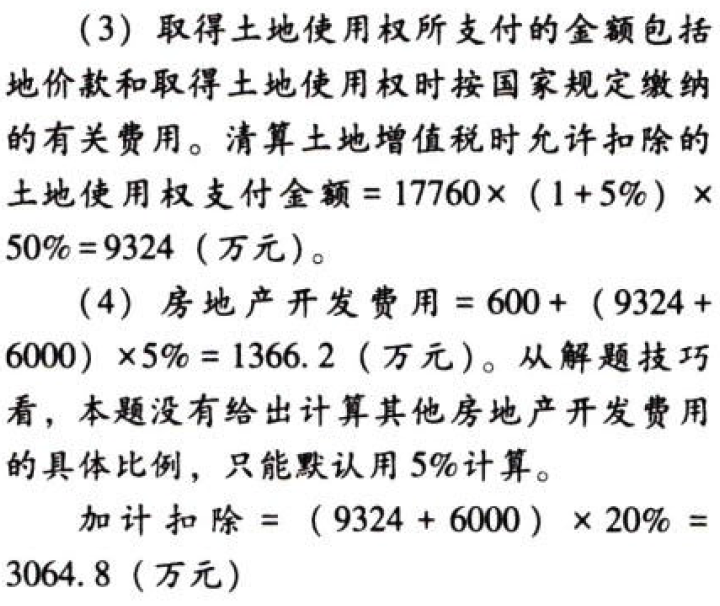 （3）取得土地使用权所支付的金额包括
地价款和取得土地使用权时按国家规定缴纳
的有关费用。清算土地增值税时允许扣除的
土地使用权支付金额=17760×（1+5%）×
50%=9324（万元）。
（4）房地产开发费用=600+（9324+
6000）×5%=1366.2（万元）。从解题技巧
看，本题没有给出计算其他房地产开发费用
的具体比例，只能默认用5%计算。
加计扣除=（9324+6000）×20%=
3064.8（万元）